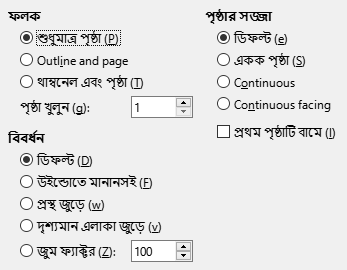 ফলক
শুধুমাত্র পৃষ্ঠা (P)
Outline and page
থাম্বনেল এবং পৃষ্ঠা (T)
পৃষ্ঠা খুলুন (g): 1
বিবর্ধন
ডিফল্ট (D)
উইন্ডোতে মানানসই (F)
প্রস্থ জুড়ে (w)
দৃশ্যমান এলাকা জুড়ে (v)
জুম ফ্যাক্টর (Z): 100
পৃষ্ঠার সজ্জা
ডিফল্ট (e)
একক পৃষ্ঠা (S)
Continuous
Continuous facing
প্রথম পৃষ্ঠাটি বামে (l)